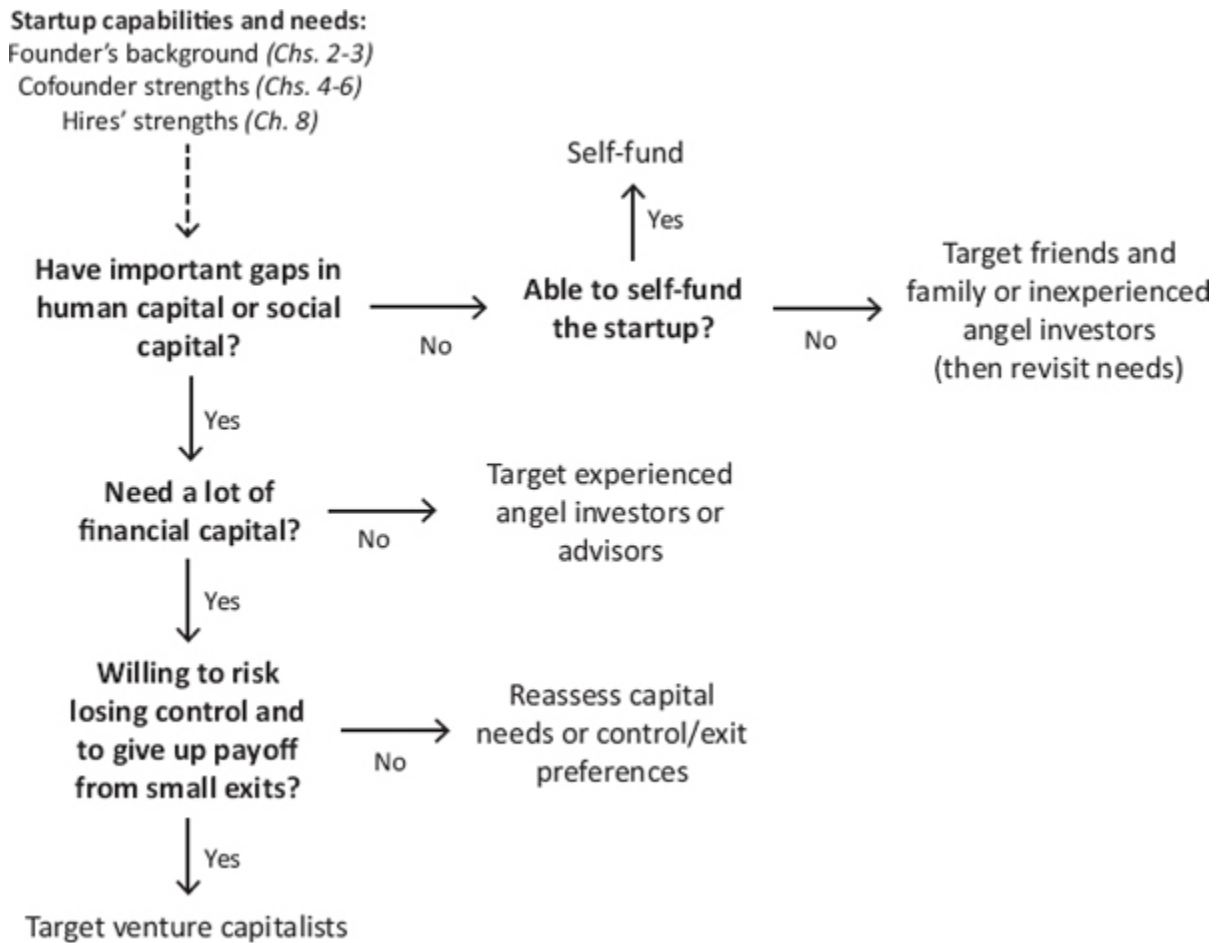 Startup capabilities and needs:
Founder's background (Chs. 2-3)
Cofounder strengths (Chs. 4-6)
Hires' strengths (Ch. 8)
Self-fund
Yes
Have important gaps in
human capital or social
capital?
No
Able to self-fund
the startup?
No
Target friends and
family or inexperienced
angel investors
(then revisit needs)
Yes
Need a lot of
financial capital?
No
Target experienced
angel investors or
advisors
Yes
Willing to risk
losing control and
to give up payoff
from small exits?
No
Reassess capital
needs or control/exit
preferences
Yes
Target venture capitalists